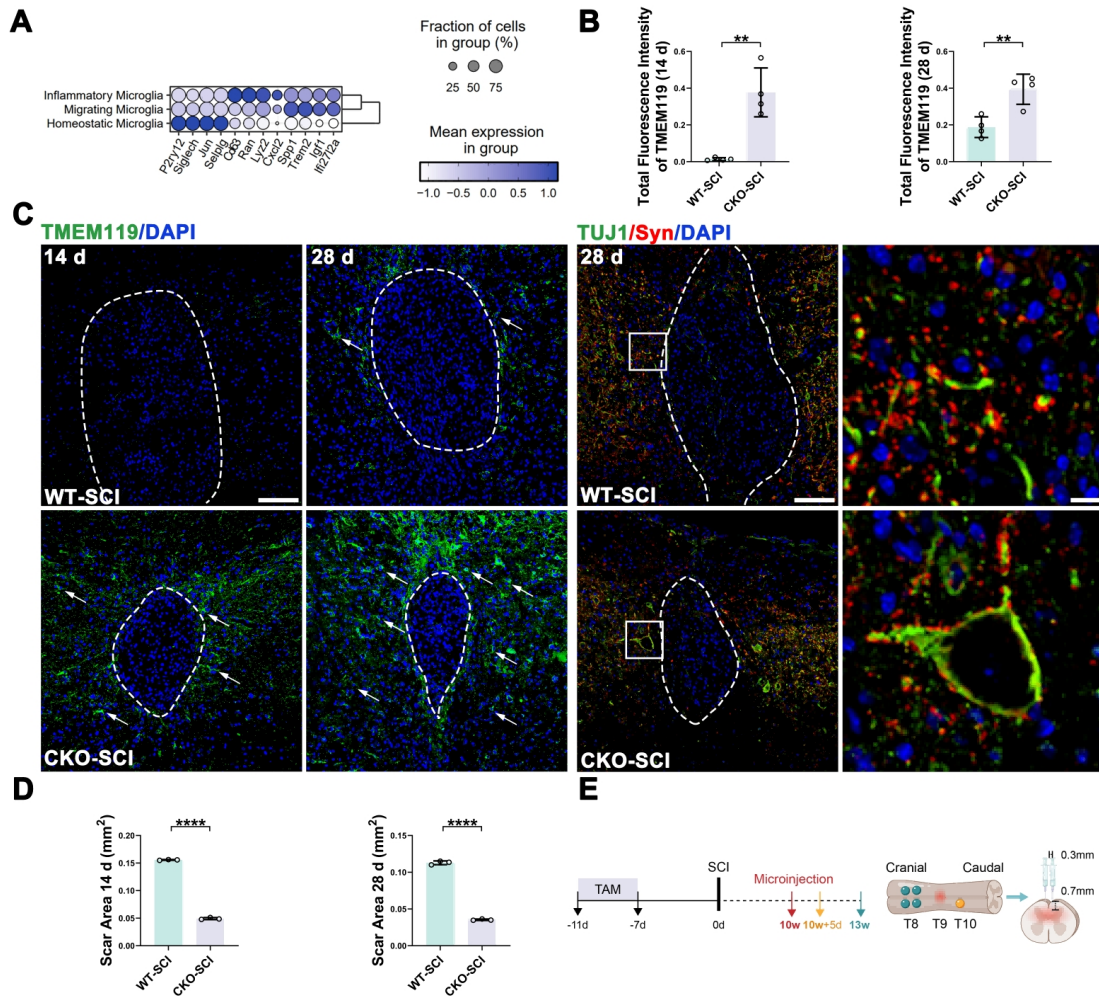 A
Fraction of cells
in group (%)
25 50 75
Inflammatory Microglia
Migrating Microglia
Homeostatic Microglia
P2ry12
Siglech
Jun
Selplg
Cd63
Ran
Lyz2
Cxcl2
Spp1
Trem2
Igf1
Ifi27l2a
Mean expression
in group
−1.0 −0.5 0.0 0.5 1.0
B
Total Fluorescence Intensity
of TMEM119 (14 d)
0.6
0.4
0.2
0.0
**
WT-SCI
CKO-SCI
Total Fluorescence Intensity
of TMEM119 (28 d)
0.6
0.4
0.2
0.0
**
WT-SCI
CKO-SCI
C
TMEM119/DAPI
14 d
28 d
WT-SCI
CKO-SCI
TUJ1/Syn/DAPI
28 d
WT-SCI
CKO-SCI
D
Scar Area 14 d (mm²)
0.20
0.15
0.10
0.05
0.00
****
WT-SCI
CKO-SCI
Scar Area 28 d (mm²)
0.20
0.15
0.10
0.05
0.00
****
WT-SCI
CKO-SCI
E
TAM
SCI
Microinjection
-11d -7d 0d 10w 10w+5d 13w
Cranial Caudal
T8 T9 T10
0.3mm
0.7mm